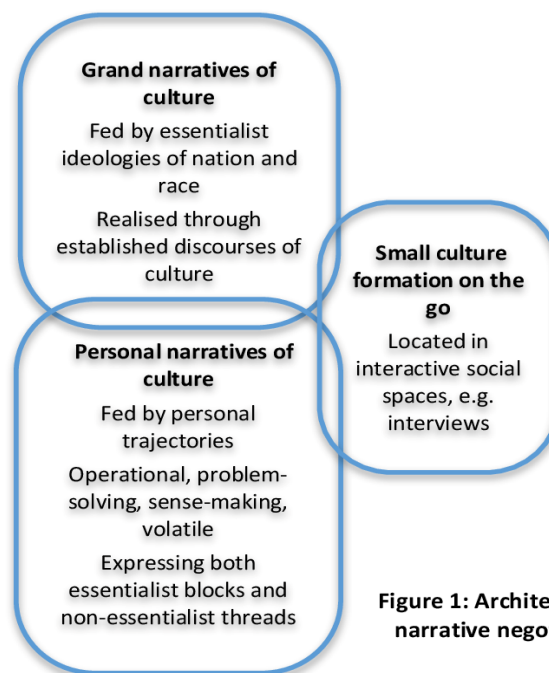 Grand narratives of
culture
Fed by essentialist
ideologies of nation and
race
Realised through
established discourses of
culture
Small culture
formation on the
go
Located in
interactive social
spaces, e.g.
interviews
Personal narratives of
culture
Fed by personal
trajectories
Operational, problem-
solving, sense-making,
volatile
Expressing both
essentialist blocks and
non-essentialist threads
Figure 1: Archite
narrative nego